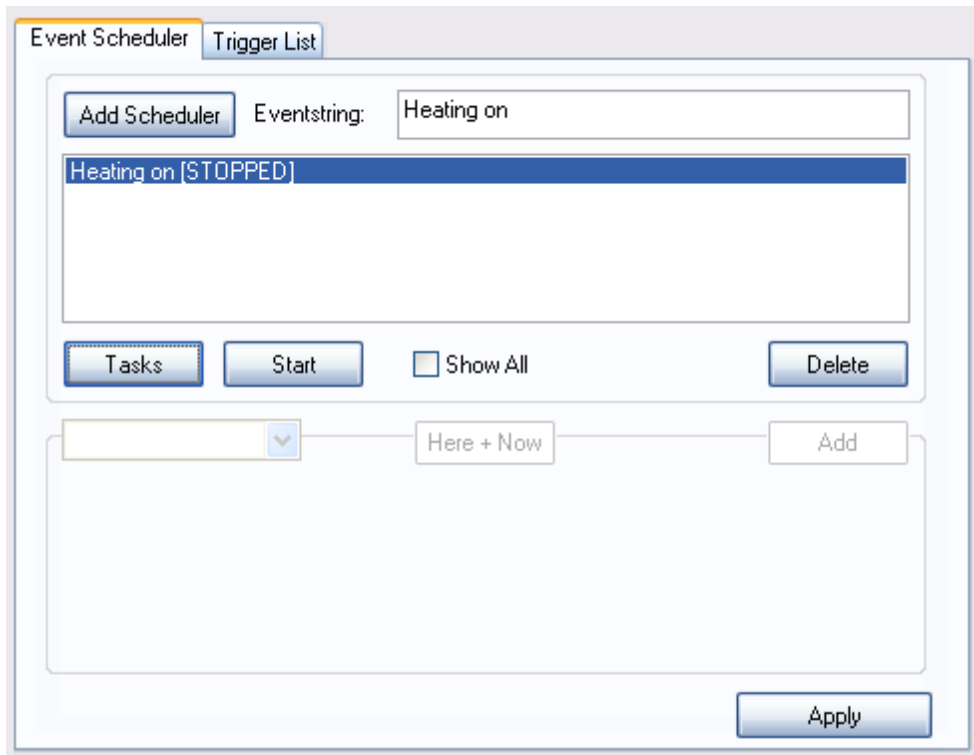 Event Scheduler Trigger List
Add Scheduler Eventstring: Heating on
Heating on [STOPPED]
Tasks Start Show All Delete
Here + Now Add
Apply